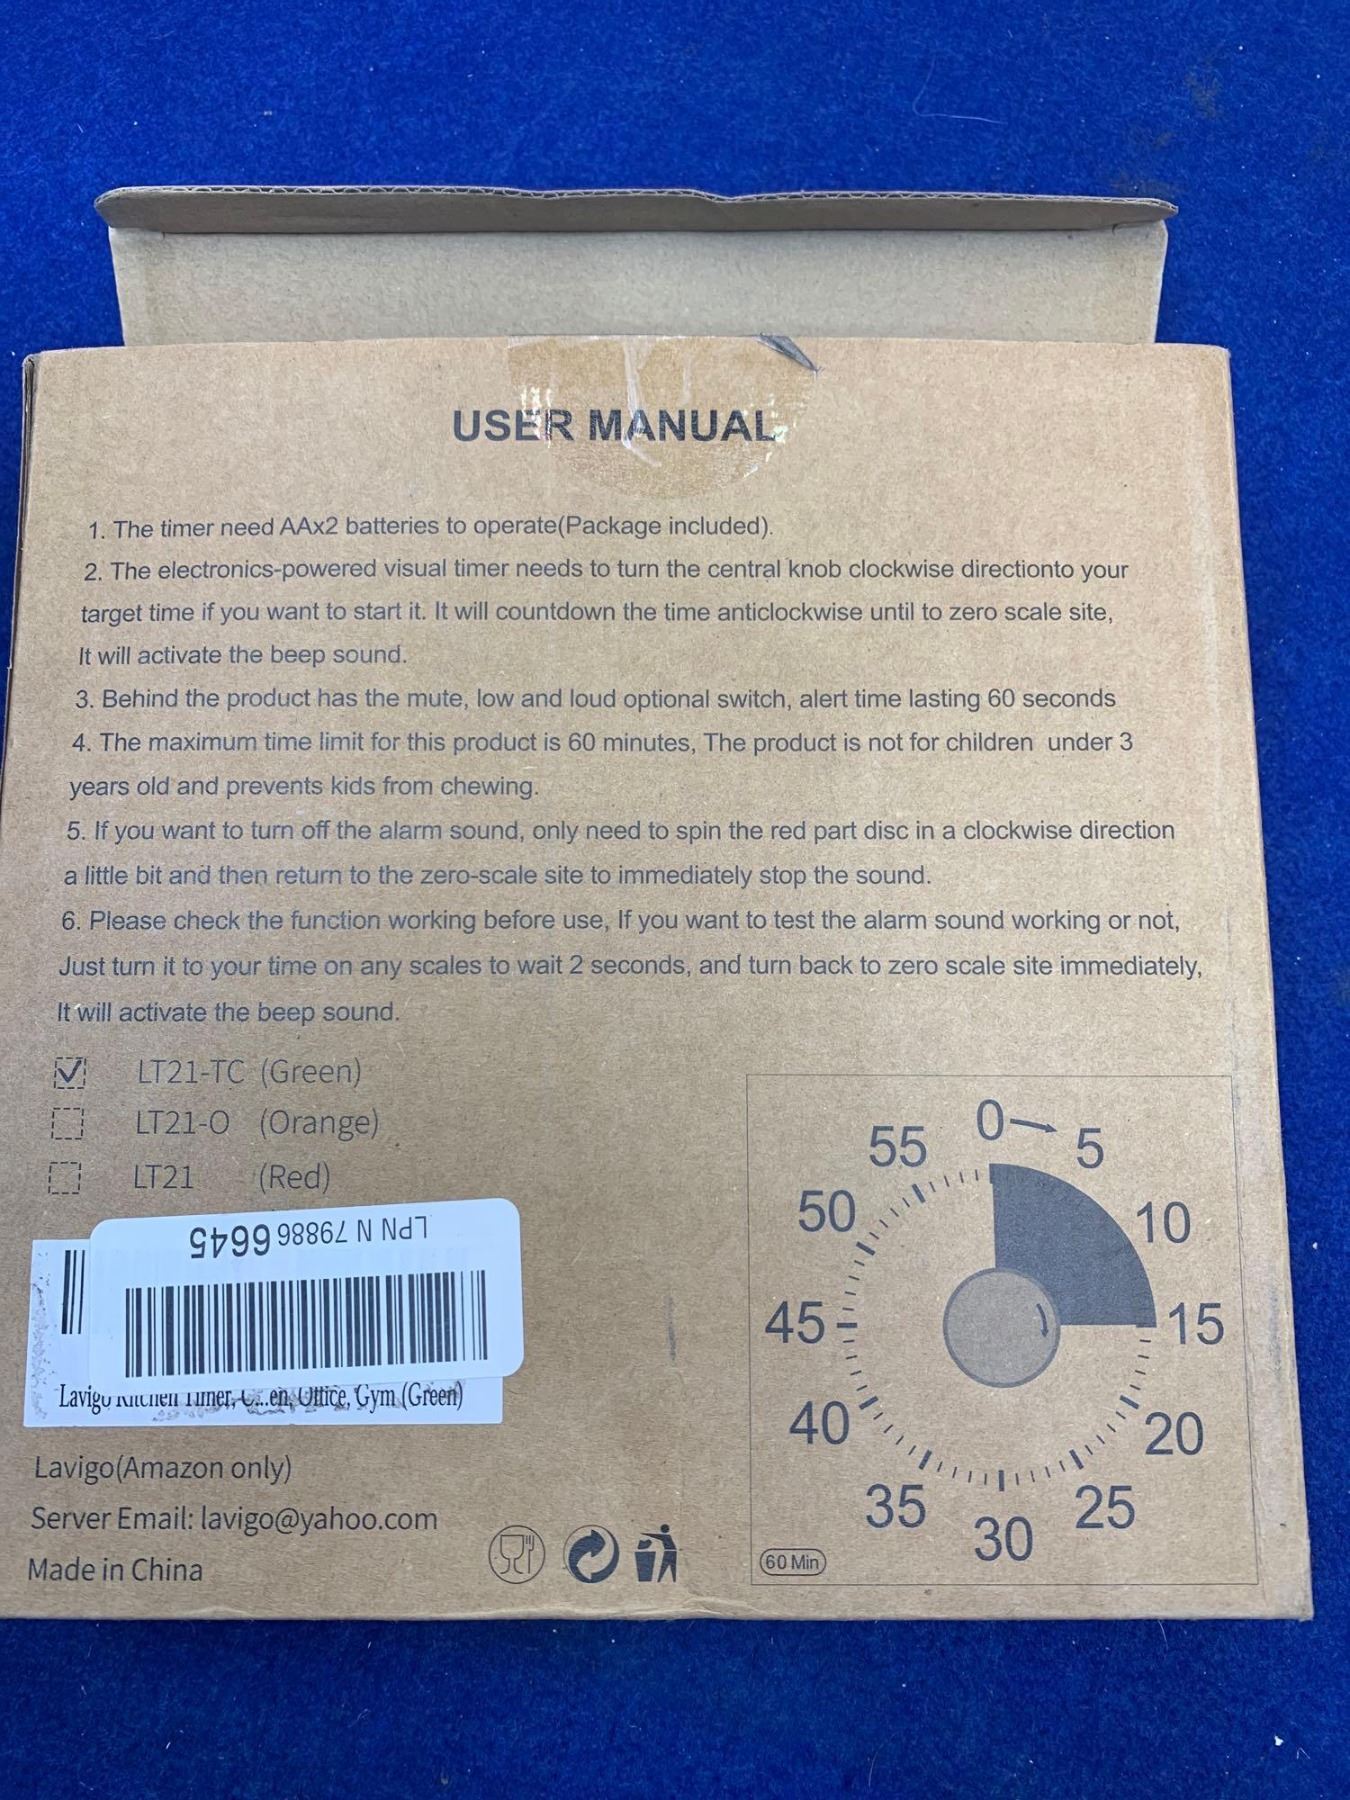 USER MANUAL
1. The timer need AAx2 batteries to operate(Package included).
2. The electronics-powered visual timer needs to turn the central knob clockwise directionto your
target time if you want to start it. It will countdown the time anticlockwise until to zero scale site,
It will activate the beep sound.
3. Behind the product has the mute, low and loud optional switch, alert time lasting 60 seconds
4. The maximum time limit for this product is 60 minutes, The product is not for children under 3
years old and prevents kids from chewing.
5. If you want to turn off the alarm sound, only need to spin the red part disc in a clockwise direction
a little bit and then return to the zero-scale site to immediately stop the sound.
6. Please check the function working before use, If you want to test the alarm sound working or not,
Just turn it to your time on any scales to wait 2 seconds, and turn back to zero scale site immediately,
It will activate the beep sound.
LT21-TC (Green)
LT21-O (Orange)
LT21 (Red)
LPN N 79886 6645
Lavigo Kitchen Timer, ...en, Office, Gym (Green)
Lavigo(Amazon only)
Server Email: lavigo@yahoo.com
Made in China
0
5
10
15
20
25
30
35
40
45
50
55
60 Min